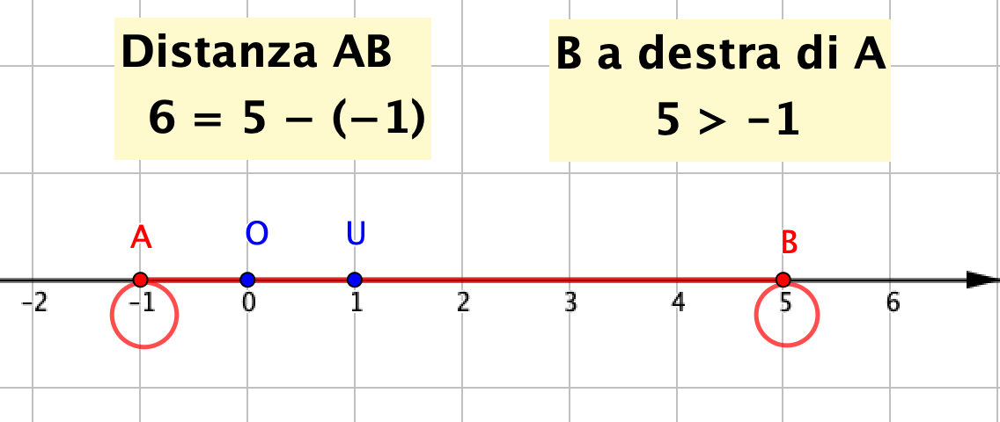 Distanza AB
6 = 5 − (−1)
B a destra di A
5 > -1
A O U B
-2 -1 0 1 2 3 4 5 6